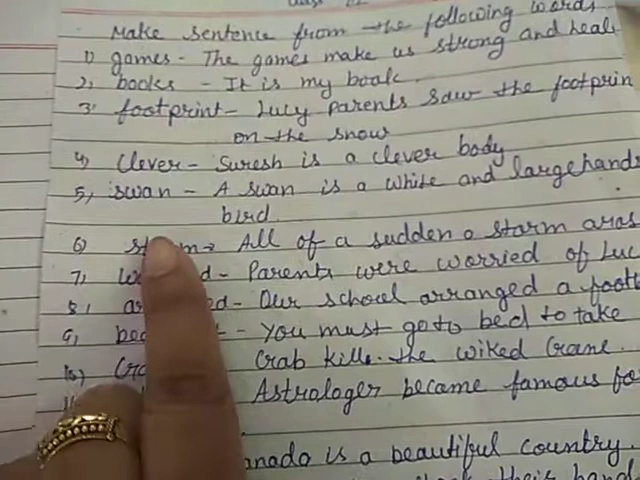 Make sentence from the following words
1) games - The games make us strong and heal
2, books - It is my book.
3, footprint - Lucy parents saw the footprin
on the snow
4, clever - Suresh is a clever body
5, swan - A swan is a white and large hands
bird
6) All of a sudden a storm aros
7, Parents were worried of Luc
8, Our school arranged a foot
9, You must go to bed to take
10) Crab kills the wiked Crane.
Astrologer became famous fo
anada is a beautiful country.
their hand